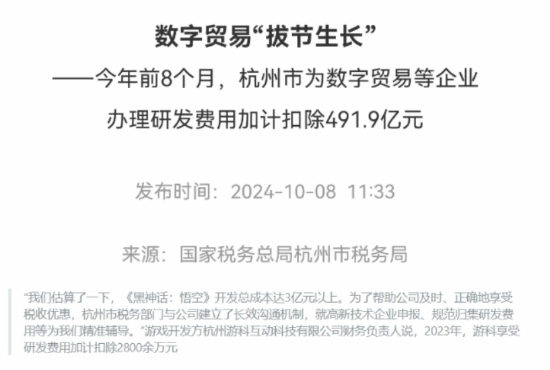 数字贸易“拔节生长”
——今年前8个月，杭州市为数字贸易等企业
办理研发费用加计扣除491.9亿元
发布时间：2024-10-08 11:33
来源：国家税务总局杭州市税务局
“我们估算了一下，《黑神话：悟空》开发总成本达3亿元以上。为了帮助公司及时、正确地享受
税收优惠，杭州市税务部门与公司建立了长效沟通机制，就高新技术企业申报、规范归集研发费
用等为我们精准辅导。”游戏开发方杭州游科互动科技有限公司财务负责人说，2023年，游科享受
研发费用加计扣除2800余万元